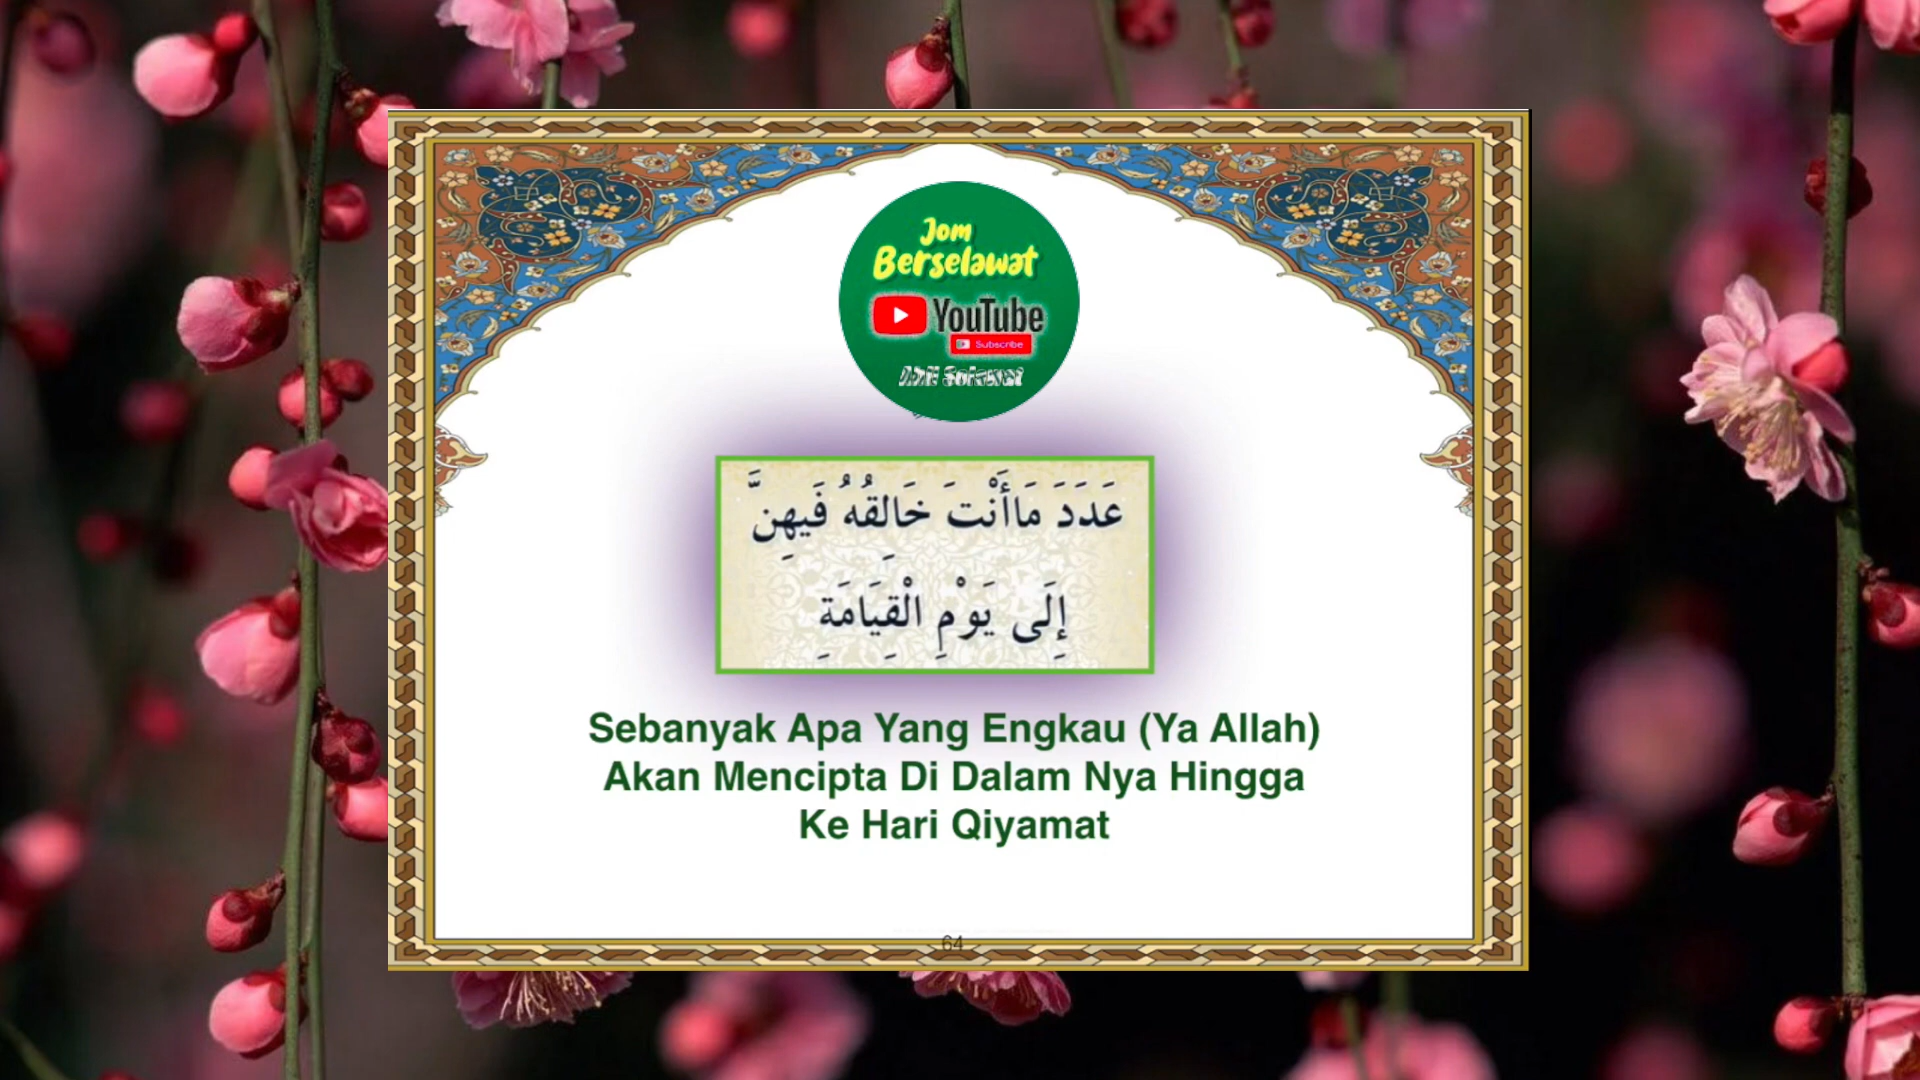 Jom
Berselawat
YouTube
Subscribe
عَدَدَ مَاأَنْتَ خَالِقُهُ فَيهِنَّ
إِلَى يَوْمِ الْقِيَامَةِ
Sebanyak Apa Yang Engkau (Ya Allah)
Akan Mencipta Di Dalam Nya Hingga
Ke Hari Qiyamat
64